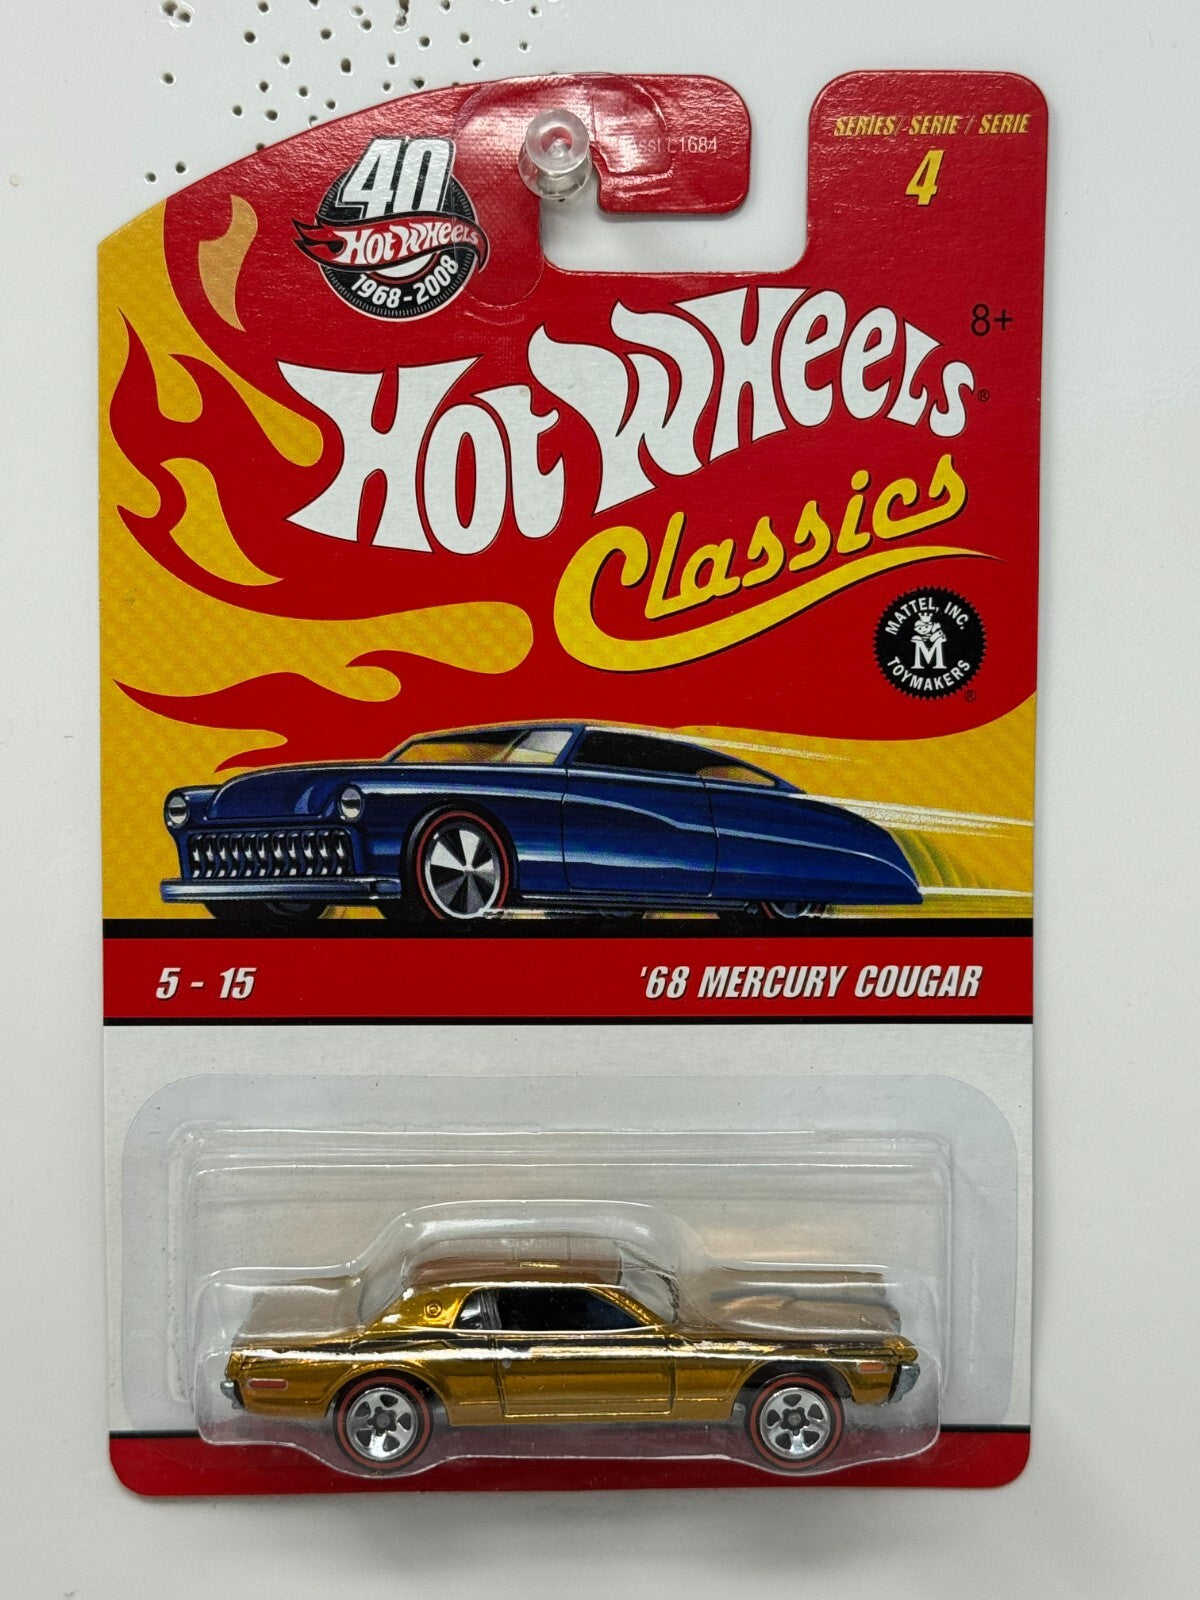 SERIES / SERIE / SERIE
4
L1684
40
HOT WHEELS
1968-2008
8+
HOT WHEELS®
Classics
MATTEL, INC.
M
TOYMAKERS
®
5 - 15
'68 MERCURY COUGAR